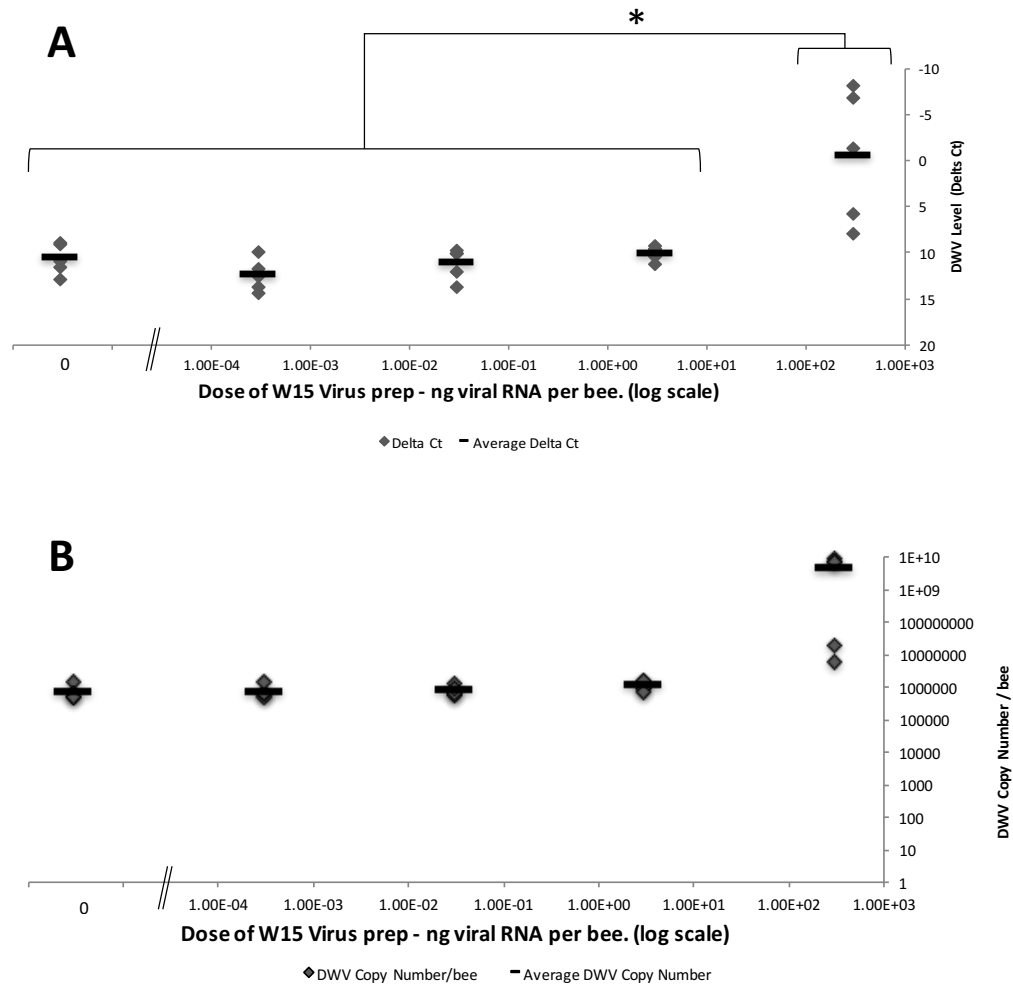 A
*
-10
-5
0
5
10
15
20
DWV Level (Delts Ct)
0 // 1.00E-04 1.00E-03 1.00E-02 1.00E-01 1.00E+00 1.00E+01 1.00E+02 1.00E+03
Dose of W15 Virus prep - ng viral RNA per bee. (log scale)
Delta Ct Average Delta Ct
B
1E+10
1E+09
100000000
10000000
1000000
100000
10000
1000
100
10
1
DWV Copy Number / bee
0 // 1.00E-04 1.00E-03 1.00E-02 1.00E-01 1.00E+00 1.00E+01 1.00E+02 1.00E+03
Dose of W15 Virus prep - ng viral RNA per bee. (log scale)
DWV Copy Number/bee Average DWV Copy Number